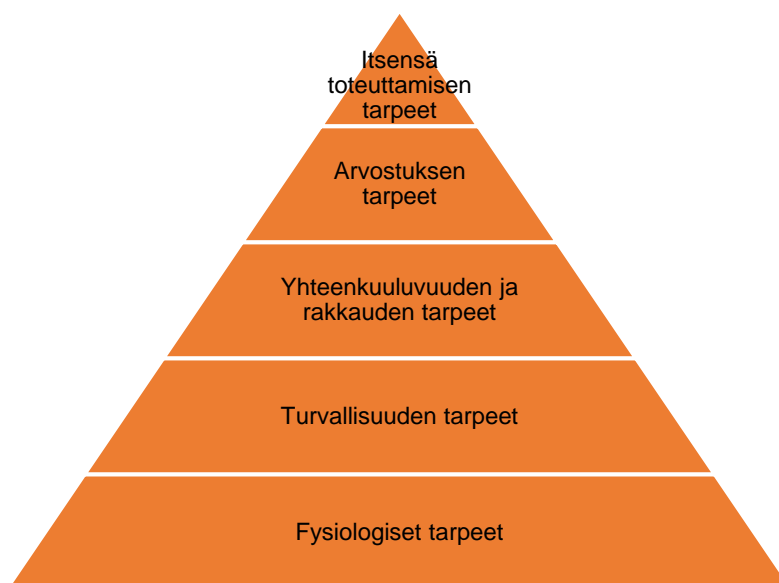 Itsensä
toteuttamisen
tarpeet
Arvostuksen
tarpeet
Yhteenkuuluvuuden ja
rakkauden tarpeet
Turvallisuuden tarpeet
Fysiologiset tarpeet